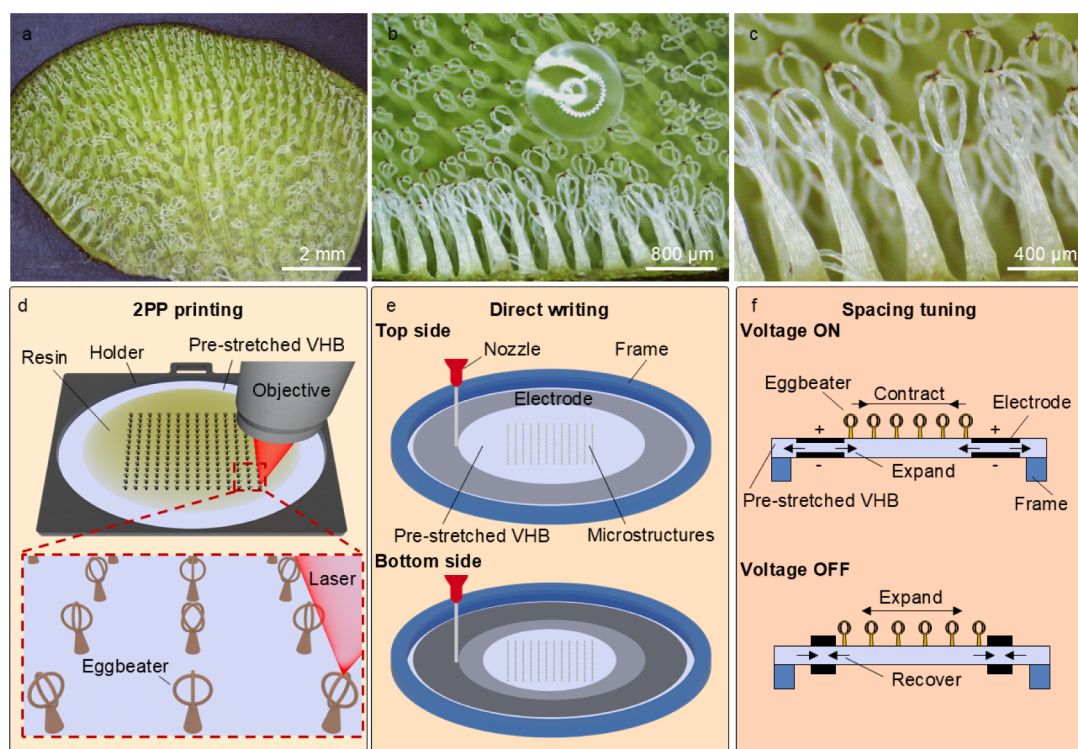 a
2 mm
b
800 µm
c
400 µm
d
2PP printing
Resin
Holder
Pre-stretched VHB
Objective
Laser
Eggbeater
e
Direct writing
Top side
Nozzle
Frame
Electrode
Pre-stretched VHB
Microstructures
Bottom side
f
Spacing tuning
Voltage ON
Eggbeater
Contract
Electrode
+
+
-
-
Expand
Pre-stretched VHB
Frame
Voltage OFF
Expand
Recover